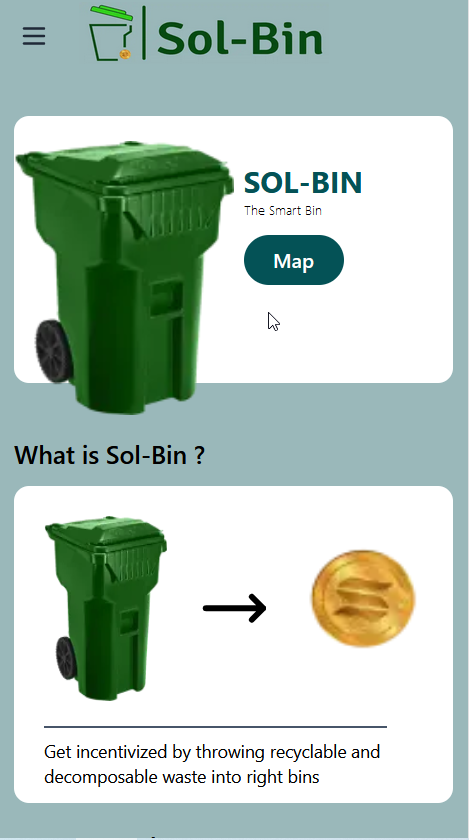 Sol-Bin
SOL-BIN
The Smart Bin
Map
What is Sol-Bin ?
Get incentivized by throwing recyclable and
decomposable waste into right bins